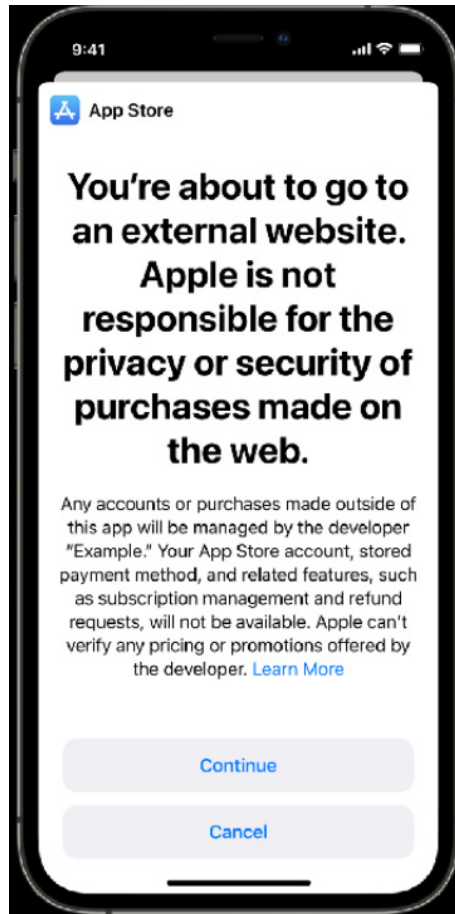 9:41
App Store
You’re about to go to
an external website.
Apple is not
responsible for the
privacy or security of
purchases made on
the web.
Any accounts or purchases made outside of
this app will be managed by the developer
“Example.” Your App Store account, stored
payment method, and related features, such
as subscription management and refund
requests, will not be available. Apple can't
verify any pricing or promotions offered by
the developer. Learn More
Continue
Cancel